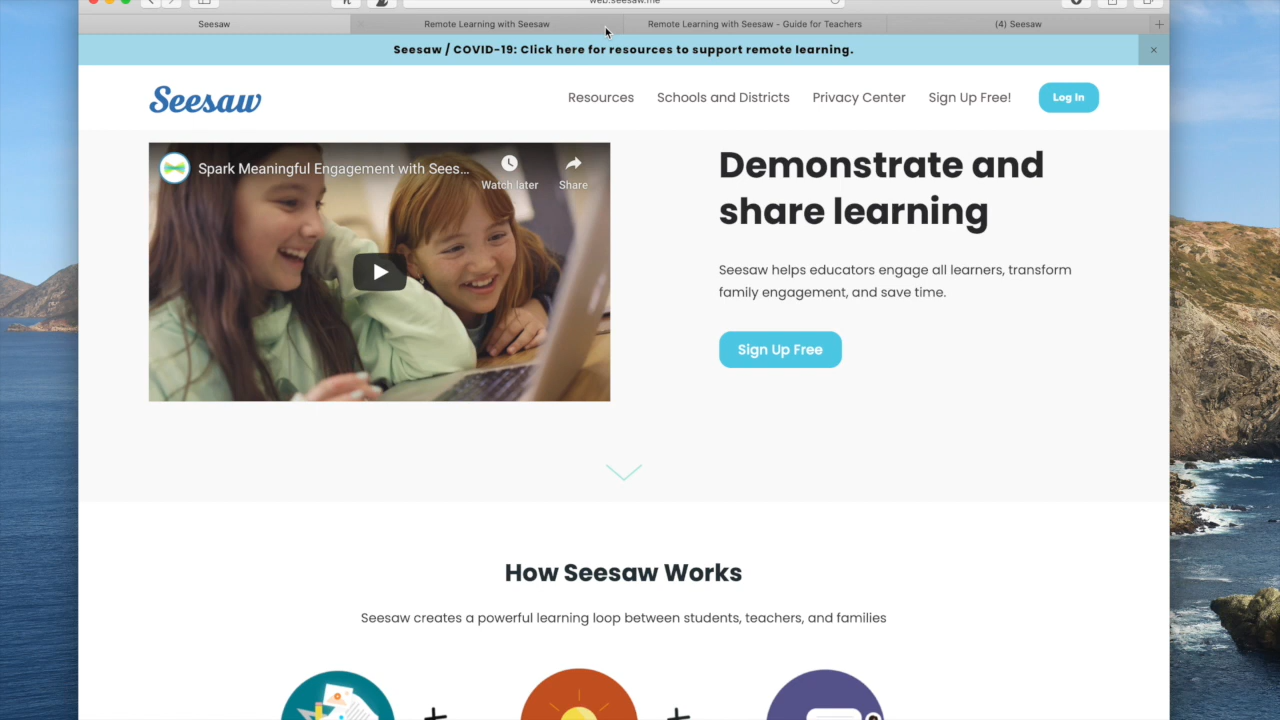 web.seesaw.me
Seesaw
Remote Learning with Seesaw
Remote Learning with Seesaw - Guide for Teachers
(4) Seesaw
Seesaw / COVID-19: Click here for resources to support remote learning.
Seesaw
Resources
Schools and Districts
Privacy Center
Sign Up Free!
Log In
Spark Meaningful Engagement with Sees...
Watch later
Share
Demonstrate and
share learning
Seesaw helps educators engage all learners, transform
family engagement, and save time.
Sign Up Free
How Seesaw Works
Seesaw creates a powerful learning loop between students, teachers, and families